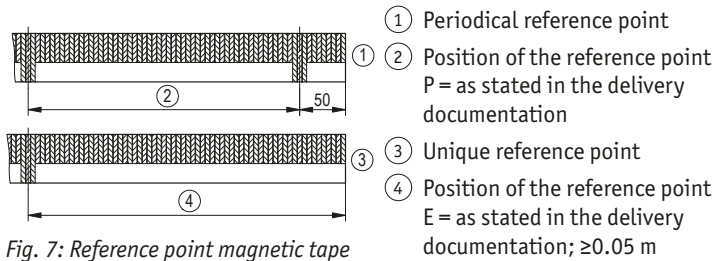 ① Periodical reference point
② Position of the reference point
P = as stated in the delivery
documentation
③ Unique reference point
④ Position of the reference point
E = as stated in the delivery
documentation; ≥0.05 m
①
②
50
③
④
Fig. 7: Reference point magnetic tape